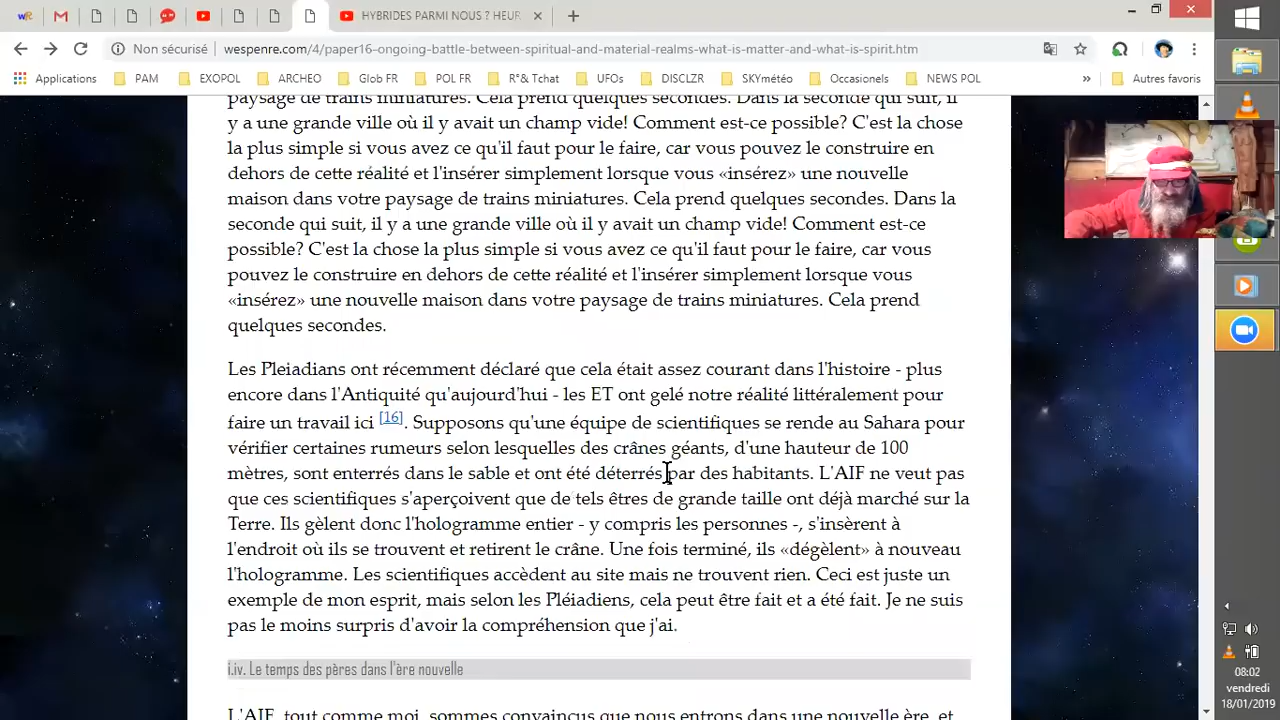 HYBRIDES PARMI NOUS ? HEUR
Non sécurisé
wespenre.com/4/paper16-ongoing-battle-between-spiritual-and-material-realms-what-is-matter-and-what-is-spirit.htm
Applications PAM EXOPOL ARCHEO Glob FR POL FR R°& Tchat UFOs DISCLZR SKYmétéo Occasionels NEWS POL » Autres favoris
paysage de trains miniatures. Cela prend quelques secondes. Dans la seconde qui suit, il
y a une grande ville où il y avait un champ vide! Comment est-ce possible? C'est la chose
la plus simple si vous avez ce qu'il faut pour le faire, car vous pouvez le construire en
dehors de cette réalité et l'insérer simplement lorsque vous «insérez» une nouvelle
maison dans votre paysage de trains miniatures. Cela prend quelques secondes. Dans la
seconde qui suit, il y a une grande ville où il y avait un champ vide! Comment est-ce
possible? C'est la chose la plus simple si vous avez ce qu'il faut pour le faire, car vous
pouvez le construire en dehors de cette réalité et l'insérer simplement lorsque vous
«insérez» une nouvelle maison dans votre paysage de trains miniatures. Cela prend
quelques secondes.
Les Pleiadians ont récemment déclaré que cela était assez courant dans l'histoire - plus
encore dans l'Antiquité qu'aujourd'hui - les ET ont gelé notre réalité littéralement pour
faire un travail ici [16]. Supposons qu'une équipe de scientifiques se rende au Sahara pour
vérifier certaines rumeurs selon lesquelles des crânes géants, d'une hauteur de 100
mètres, sont enterrés dans le sable et ont été déterrés par des habitants. L'AIF ne veut pas
que ces scientifiques s'aperçoivent que de tels êtres de grande taille ont déjà marché sur la
Terre. Ils gèlent donc l'hologramme entier - y compris les personnes -, s'insèrent à
l'endroit où ils se trouvent et retirent le crâne. Une fois terminé, ils «dégèlent» à nouveau
l'hologramme. Les scientifiques accèdent au site mais ne trouvent rien. Ceci est juste un
exemple de mon esprit, mais selon les Pléiadiens, cela peut être fait et a été fait. Je ne suis
pas le moins surpris d'avoir la compréhension que j'ai.
i.iv. Le temps des pères dans l'ère nouvelle
L'AIF, tout comme moi, sommes convaincus que nous entrons dans une nouvelle ère, et
08:02
vendredi
18/01/2019